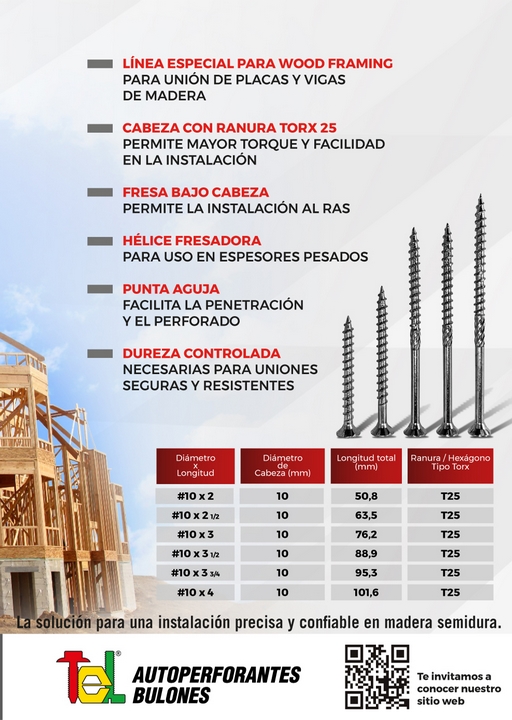 LÍNEA ESPECIAL PARA WOOD FRAMING
PARA UNIÓN DE PLACAS Y VIGAS
DE MADERA
CABEZA CON RANURA TORX 25
PERMITE MAYOR TORQUE Y FACILIDAD
EN LA INSTALACIÓN
FRESA BAJO CABEZA
PERMITE LA INSTALACIÓN AL RAS
HÉLICE FRESADORA
PARA USO EN ESPESORES PESADOS
PUNTA AGUJA
FACILITA LA PENETRACIÓN
Y EL PERFORADO
DUREZA CONTROLADA
NECESARIAS PARA UNIONES
SEGURAS Y RESISTENTES
Diámetro x Longitud | Diámetro de Cabeza (mm) | Longitud total (mm) | Ranura / Hexágono Tipo Torx
#10 x 2 | 10 | 50,8 | T25
#10 x 2 1/2 | 10 | 63,5 | T25
#10 x 3 | 10 | 76,2 | T25
#10 x 3 1/2 | 10 | 88,9 | T25
#10 x 3 3/4 | 10 | 95,3 | T25
#10 x 4 | 10 | 101,6 | T25
La solución para una instalación precisa y confiable en madera semidura.
TEL®
AUTOPERFORANTES
BULONES
Te invitamos a
conocer nuestro
sitio web